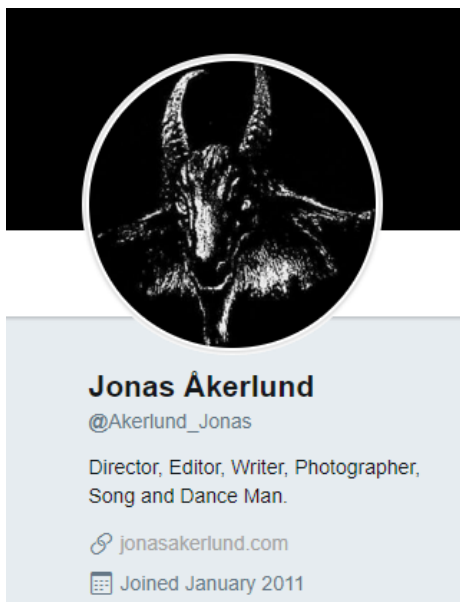 Jonas Åkerlund
@Akerlund_Jonas
Director, Editor, Writer, Photographer,
Song and Dance Man.
jonasakerlund.com
Joined January 2011